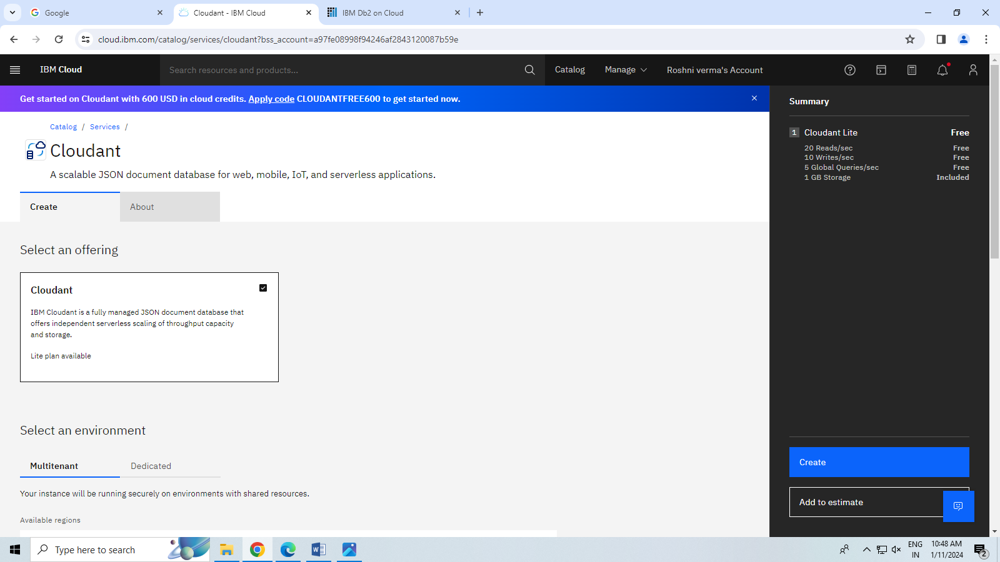 Google
Cloudant - IBM Cloud
IBM Db2 on Cloud
cloud.ibm.com/catalog/services/cloudant?bss_account=a97fe08998f94246af2843120087b59e
IBM Cloud
Search resources and products...
Catalog
Manage
Roshni verma's Account
Get started on Cloudant with 600 USD in cloud credits. Apply code CLOUDANTFREE600 to get started now.
Catalog / Services /
Cloudant
A scalable JSON document database for web, mobile, IoT, and serverless applications.
Create
About
Select an offering
Cloudant
IBM Cloudant is a fully managed JSON document database that
offers independent serverless scaling of throughput capacity
and storage.
Lite plan available
Select an environment
Multitenant
Dedicated
Your instance will be running securely on environments with shared resources.
Available regions
Summary
1 Cloudant Lite Free
20 Reads/sec Free
10 Writes/sec Free
5 Global Queries/sec Free
1 GB Storage Included
Create
Add to estimate
Type here to search
ENG
IN
10:48 AM
1/11/2024
2